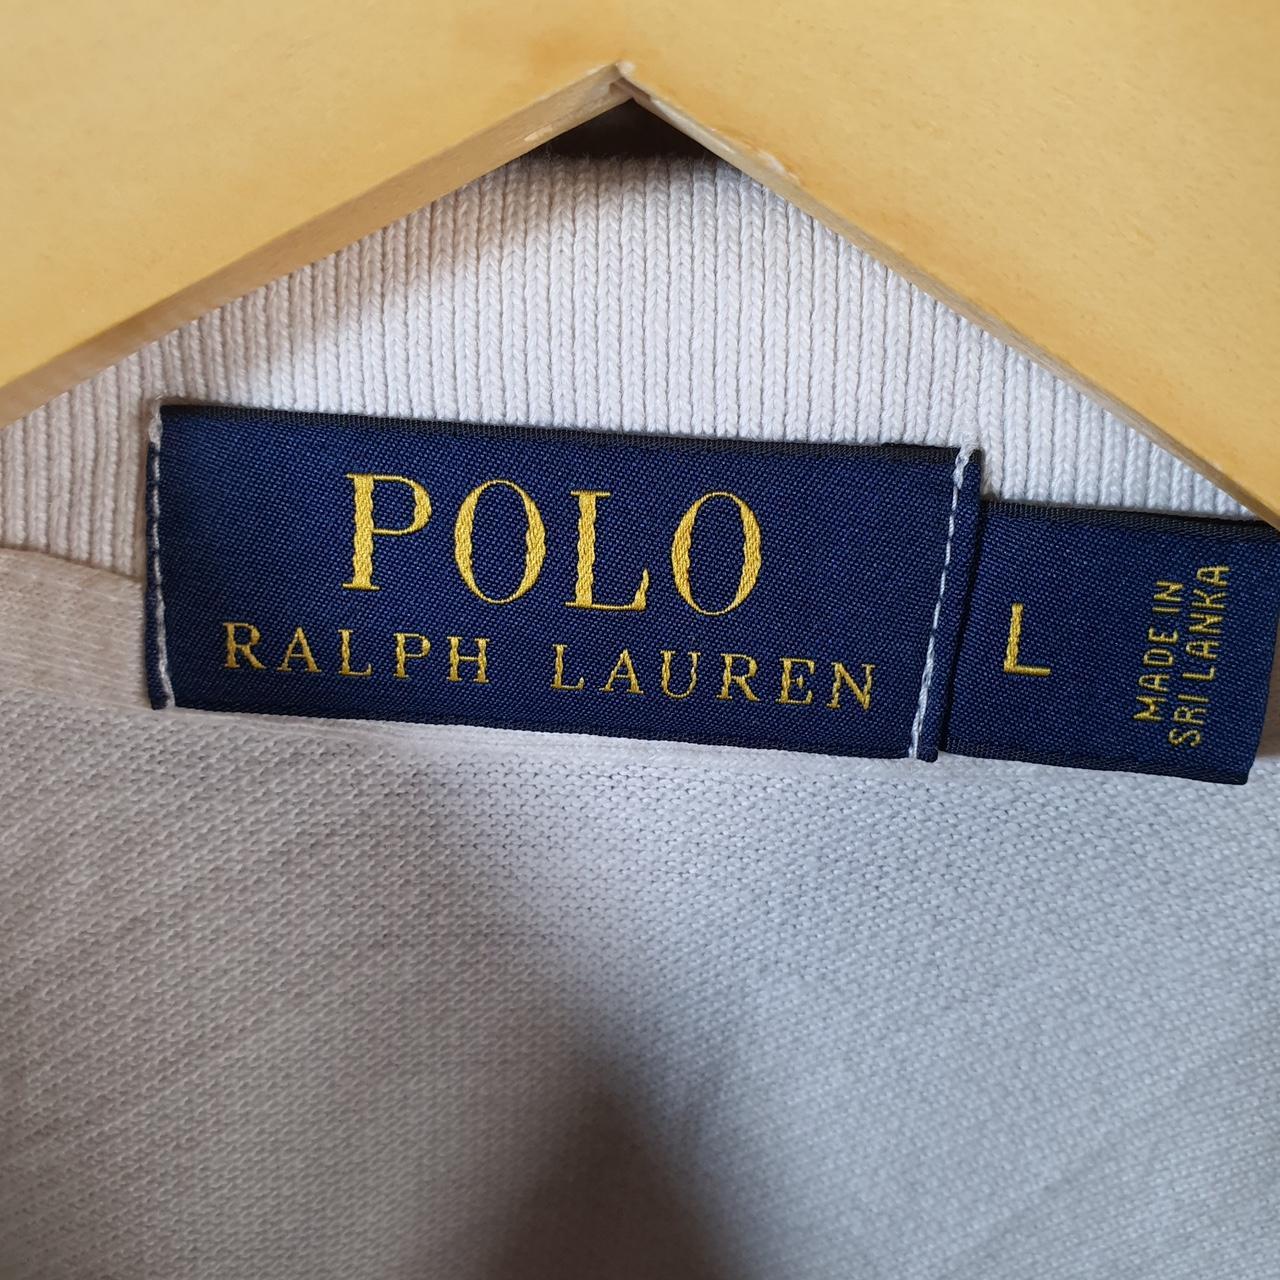 POLO
RALPH LAUREN
L
MADE IN
SRI LANKA